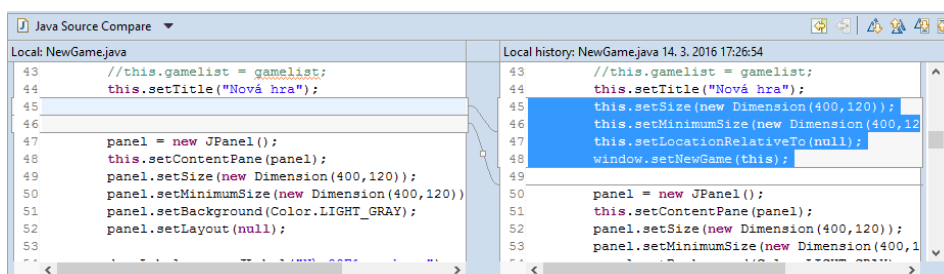 Java Source Compare
Local: NewGame.java
43 //this.gamelist = gamelist;
44 this.setTitle("Nová hra");
45
46
47 panel = new JPanel();
48 this.setContentPane(panel);
49 panel.setSize(new Dimension(400,120));
50 panel.setMinimumSize(new Dimension(400,120))
51 panel.setBackground(Color.LIGHT_GRAY);
52 panel.setLayout(null);
53
Local history: NewGame.java 14. 3. 2016 17:26:54
43 //this.gamelist = gamelist;
44 this.setTitle("Nová hra");
45 this.setSize(new Dimension(400,120));
46 this.setMinimumSize(new Dimension(400,12
47 this.setLocationRelativeTo(null);
48 window.setNewGame(this);
49
50 panel = new JPanel();
51 this.setContentPane(panel);
52 panel.setSize(new Dimension(400,120));
53 panel.setMinimumSize(new Dimension(400,1